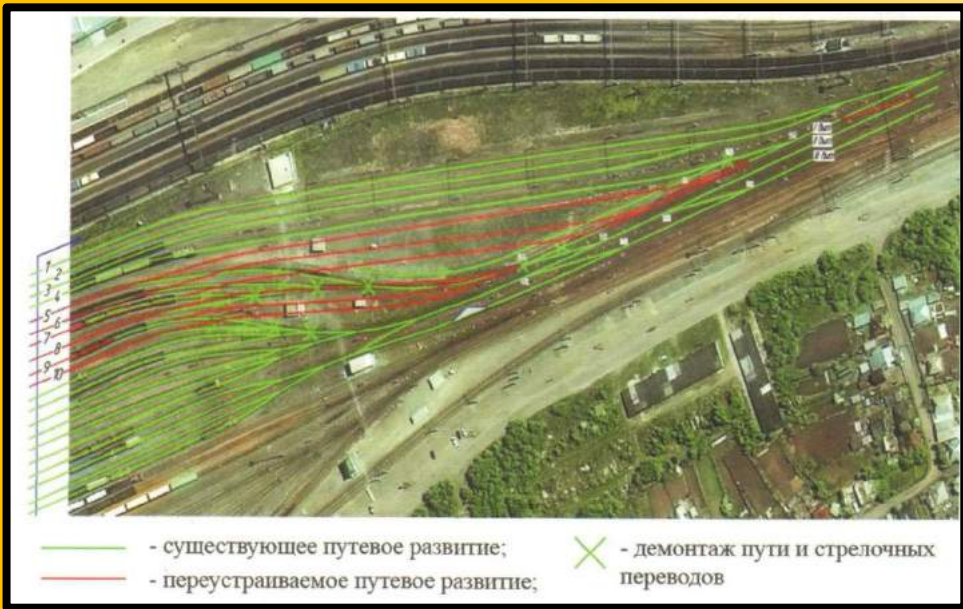 1
2
3
4
5
6
7
8
9
10
- существующее путевое развитие;
- переустраиваемое путевое развитие;
- демонтаж пути и стрелочных
переводов